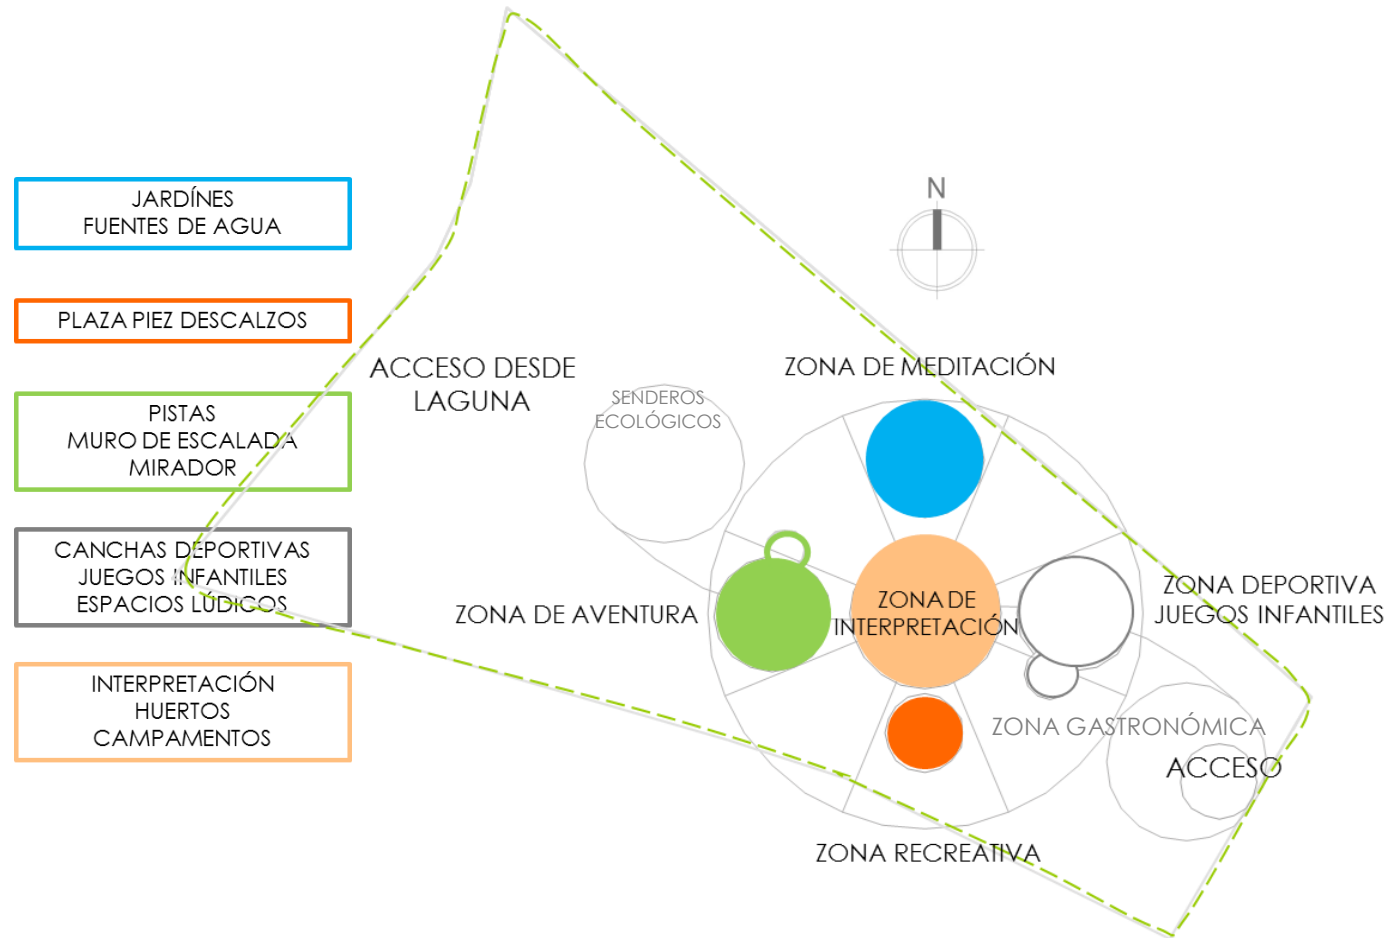 JARDÍNES
FUENTES DE AGUA
PLAZA PIEZ DESCALZOS
PISTAS
MURO DE ESCALADA
MIRADOR
CANCHAS DEPORTIVAS
JUEGOS INFANTILES
ESPACIOS LÚDICOS
INTERPRETACIÓN
HUERTOS
CAMPAMENTOS
N
ACCESO DESDE
LAGUNA
SENDEROS
ECOLÓGICOS
ZONA DE MEDITACIÓN
ZONA DE AVENTURA
ZONA DE
INTERPRETACIÓN
ZONA DEPORTIVA
JUEGOS INFANTILES
ZONA GASTRONÓMICA
ACCESO
ZONA RECREATIVA